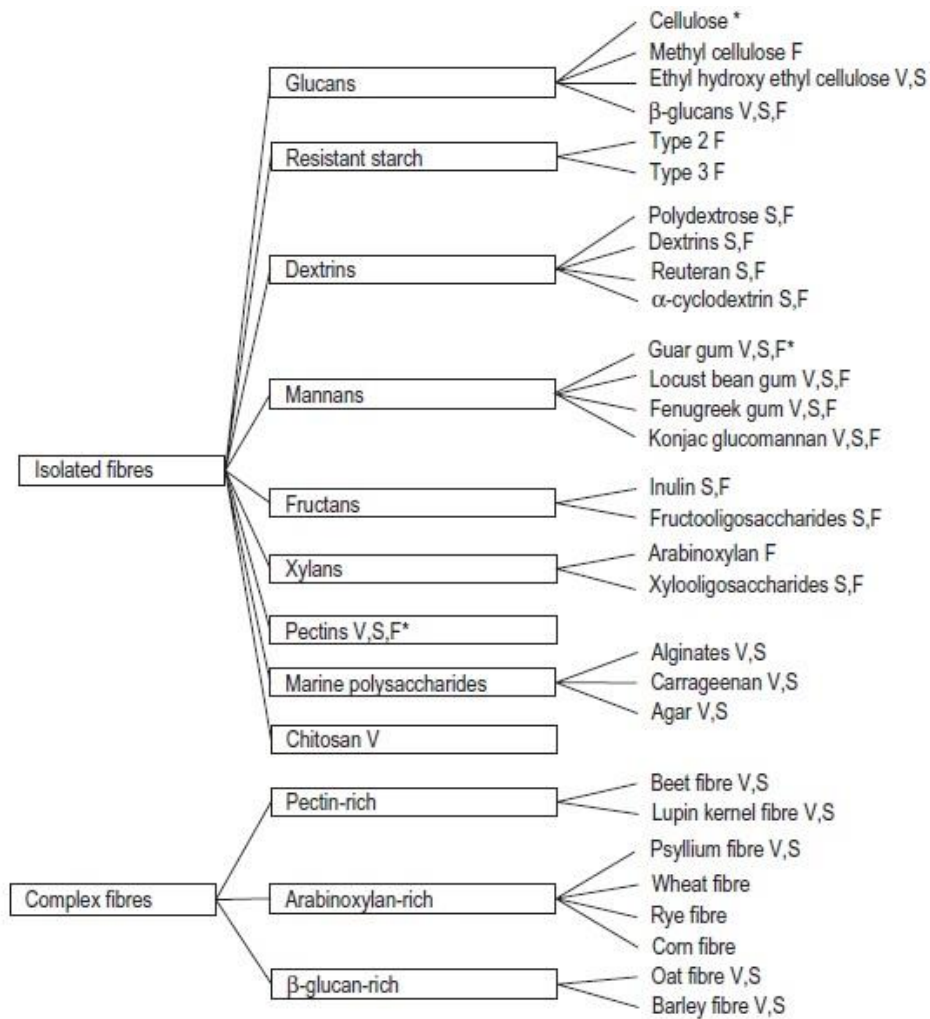 Isolated fibres
Glucans
Cellulose *
Methyl cellulose F
Ethyl hydroxy ethyl cellulose V,S
β-glucans V,S,F
Resistant starch
Type 2 F
Type 3 F
Dextrins
Polydextrose S,F
Dextrins S,F
Reuteran S,F
α-cyclodextrin S,F
Mannans
Guar gum V,S,F*
Locust bean gum V,S,F
Fenugreek gum V,S,F
Konjac glucomannan V,S,F
Fructans
Inulin S,F
Fructooligosaccharides S,F
Xylans
Arabinoxylan F
Xylooligosaccharides S,F
Pectins V,S,F*
Marine polysaccharides
Alginates V,S
Carrageenan V,S
Agar V,S
Chitosan V
Complex fibres
Pectin-rich
Beet fibre V,S
Lupin kernel fibre V,S
Arabinoxylan-rich
Psyllium fibre V,S
Wheat fibre
Rye fibre
Corn fibre
β-glucan-rich
Oat fibre V,S
Barley fibre V,S